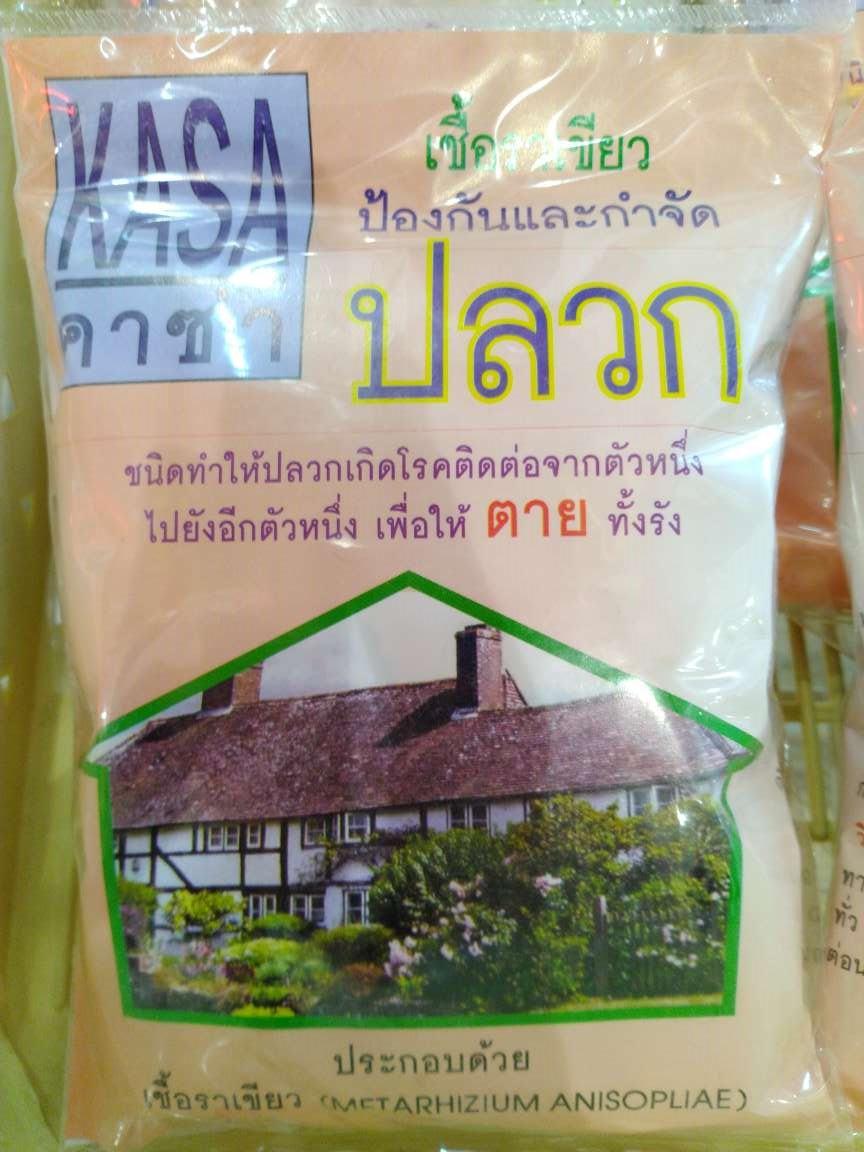 KASA
คาซ่า
เชื้อราเขียว
ป้องกันและกำจัด
ปลวก
ชนิดทำให้ปลวกเกิดโรคติดต่อจากตัวหนึ่ง
ไปยังอีกตัวหนึ่ง เพื่อให้ ตาย ทั้งรัง
ประกอบด้วย
เชื้อราเขียว (METARHIZIUM ANISOPLIAE)